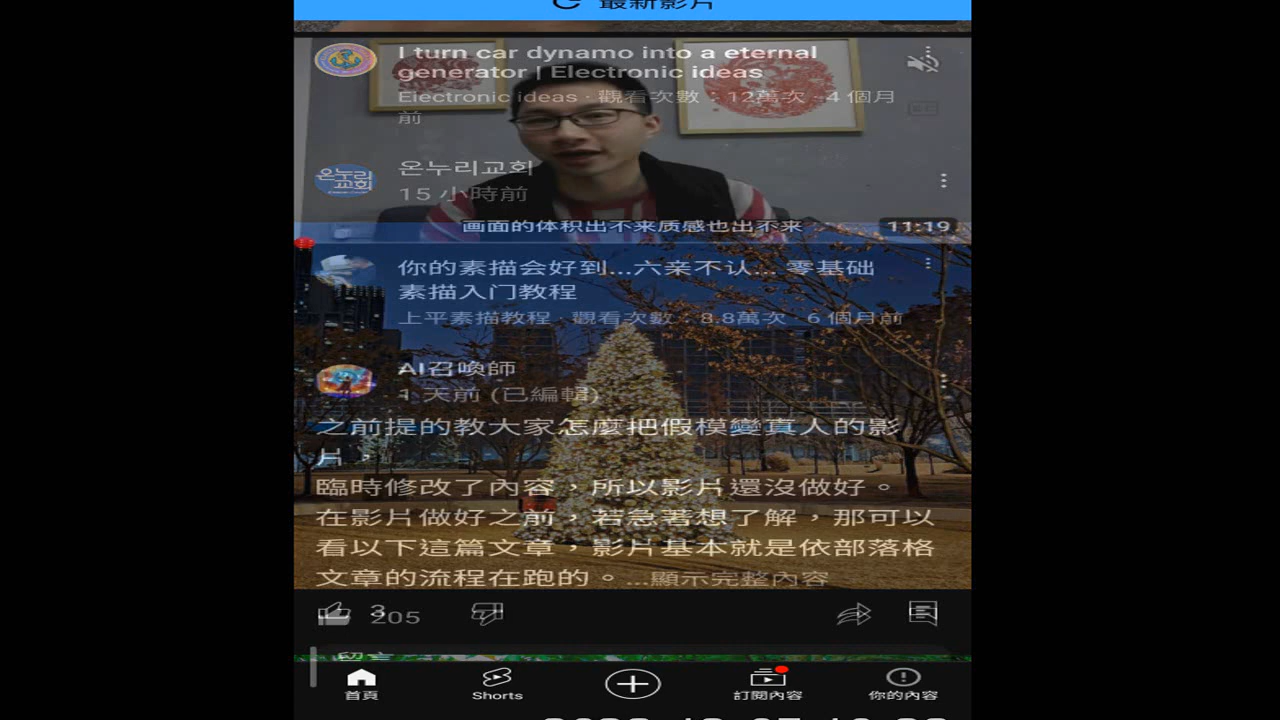 最新影片
I turn car dynamo into a eternal
generator | Electronic ideas
Electronic ideas · 觀看次數：12萬次 · 4 個月
前
온누리교회
온누리
교회
15 小時前
画面的体积出不来质感也出不来
11:19
你的素描会好到...六亲不认... 零基础
素描入门教程
上平素描教程 · 觀看次數：8.8萬次 · 6 個月前
AI召喚師
1 天前 (已編輯)
之前提的教大家怎麼把假模變真人的影
片，
臨時修改了內容，所以影片還沒做好。
在影片做好之前，若急著想了解，那可以
看以下這篇文章，影片基本就是依部落格
文章的流程在跑的。...顯示完整內容
3
205
留言
首頁
Shorts
訂閱內容
你的內容